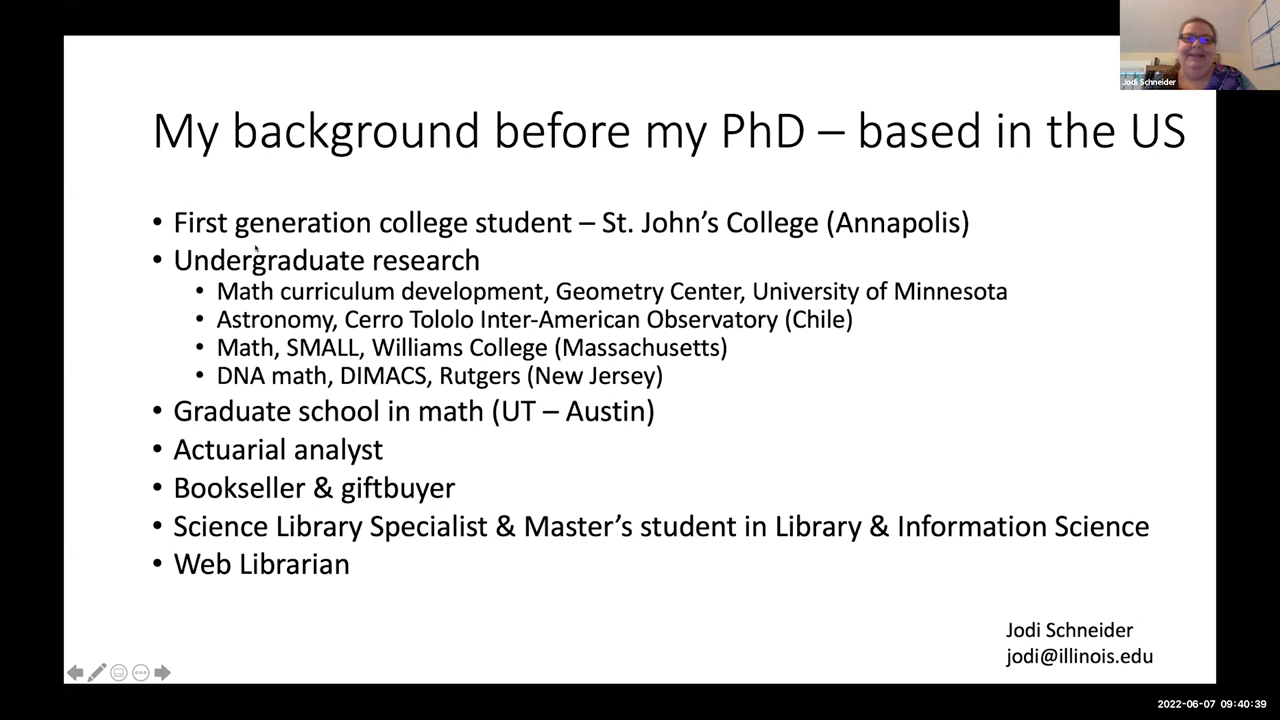 Jodi Schneider
My background before my PhD – based in the US
• First generation college student – St. John's College (Annapolis)
• Undergraduate research
• Math curriculum development, Geometry Center, University of Minnesota
• Astronomy, Cerro Tololo Inter-American Observatory (Chile)
• Math, SMALL, Williams College (Massachusetts)
• DNA math, DIMACS, Rutgers (New Jersey)
• Graduate school in math (UT – Austin)
• Actuarial analyst
• Bookseller & giftbuyer
• Science Library Specialist & Master's student in Library & Information Science
• Web Librarian
Jodi Schneider
jodi@illinois.edu
2022-06-07 09:40:39